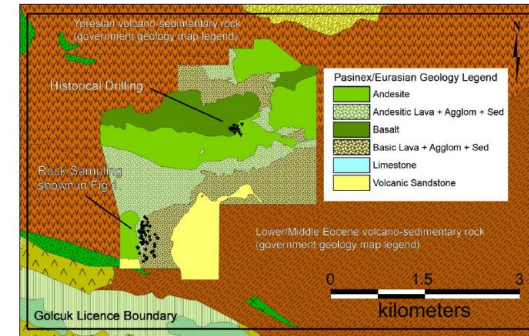 Ypresian volcano-sedimentary rock
(government geology map legend)
Historical Drilling
Pasinex/Eurasian Geology Legend
Andesite
Andesitic Lava + Agglom + Sed
Basalt
Basic Lava + Agglom + Sed
Limestone
Volcanic Sandstone
Rock Sampling
shown in Fig 1
Lower/Middle Eocene volcano-sedimentary rock
(government geology map legend)
0 1.5 3
kilometers
Golcuk Licence Boundary